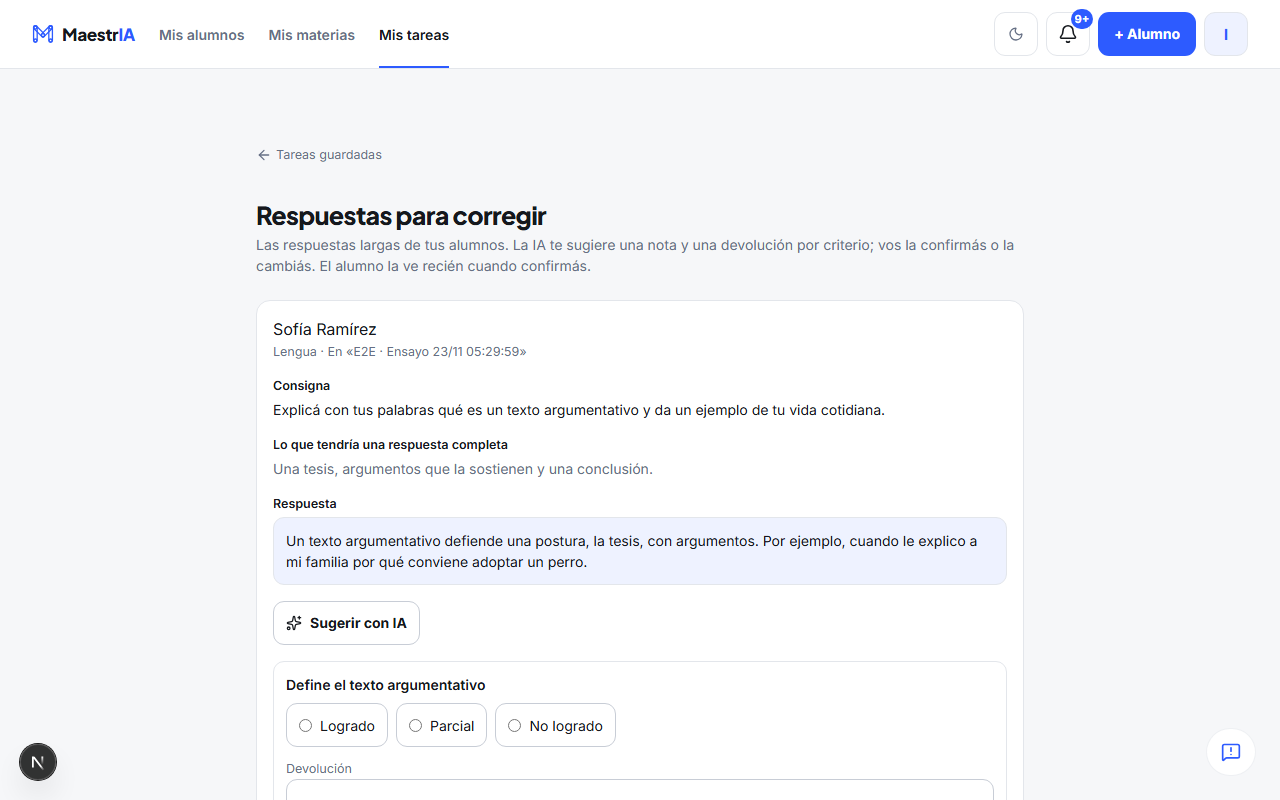 MaestrIA
Mis alumnos
Mis materias
Mis tareas
9+
+ Alumno
I
Tareas guardadas
Respuestas para corregir
Las respuestas largas de tus alumnos. La IA te sugiere una nota y una devolución por criterio; vos la confirmás o la
cambiás. El alumno la ve recién cuando confirmás.
Sofía Ramírez
Lengua · En «E2E · Ensayo 23/11 05:29:59»
Consigna
Explicá con tus palabras qué es un texto argumentativo y da un ejemplo de tu vida cotidiana.
Lo que tendría una respuesta completa
Una tesis, argumentos que la sostienen y una conclusión.
Respuesta
Un texto argumentativo defiende una postura, la tesis, con argumentos. Por ejemplo, cuando le explico a
mi familia por qué conviene adoptar un perro.
Sugerir con IA
Define el texto argumentativo
Logrado
Parcial
No logrado
Devolución
N